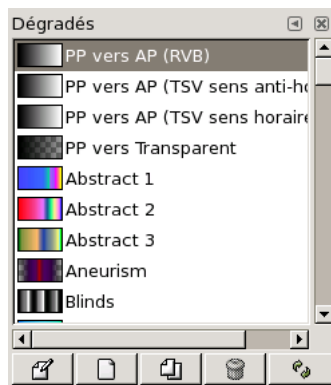 Dégradés
PP vers AP (RVB)
PP vers AP (TSV sens anti-ho
PP vers AP (TSV sens horaire
PP vers Transparent
Abstract 1
Abstract 2
Abstract 3
Aneurism
Blinds